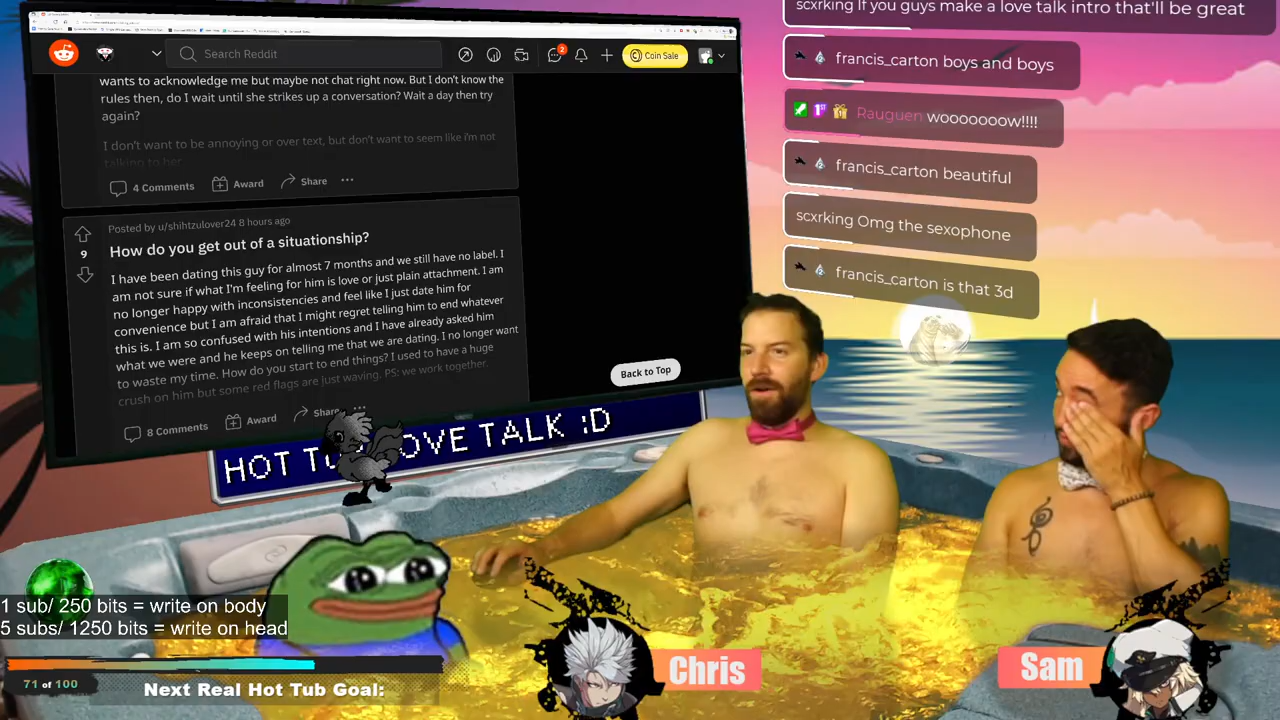 Search Reddit
2
Coin Sale
wants to acknowledge me but maybe not chat right now. But I don't know the
rules then, do I wait until she strikes up a conversation? Wait a day then try
again?
I don't want to be annoying or over text, but don't want to seem like i'm not
talking to her
4 Comments
Award
Share
Posted by u/shihtzulover24 8 hours ago
9
How do you get out of a situationship?
I have been dating this guy for almost 7 months and we still have no label. I
am not sure if what I'm feeling for him is love or just plain attachment. I am
no longer happy with inconsistencies and feel like I just date him for
convenience but I am afraid that I might regret telling him to end whatever
this is. I am so confused with his intentions and I have already asked him
what we were and he keeps on telling me that we are dating. I no longer want
to waste my time. How do you start to end things? I used to have a huge
crush on him but some red flags are just waving. PS: we work together.
8 Comments
Award
Share
Back to Top
HOT TU LOVE TALK :D
scxrking If you guys make a love talk intro that'll be great
francis_carton boys and boys
Rauguen wooooooow!!!!
francis_carton beautiful
scxrking Omg the sexophone
francis_carton is that 3d
1 sub/ 250 bits = write on body
5 subs/ 1250 bits = write on head
71 of 100
Next Real Hot Tub Goal:
Chris
Sam